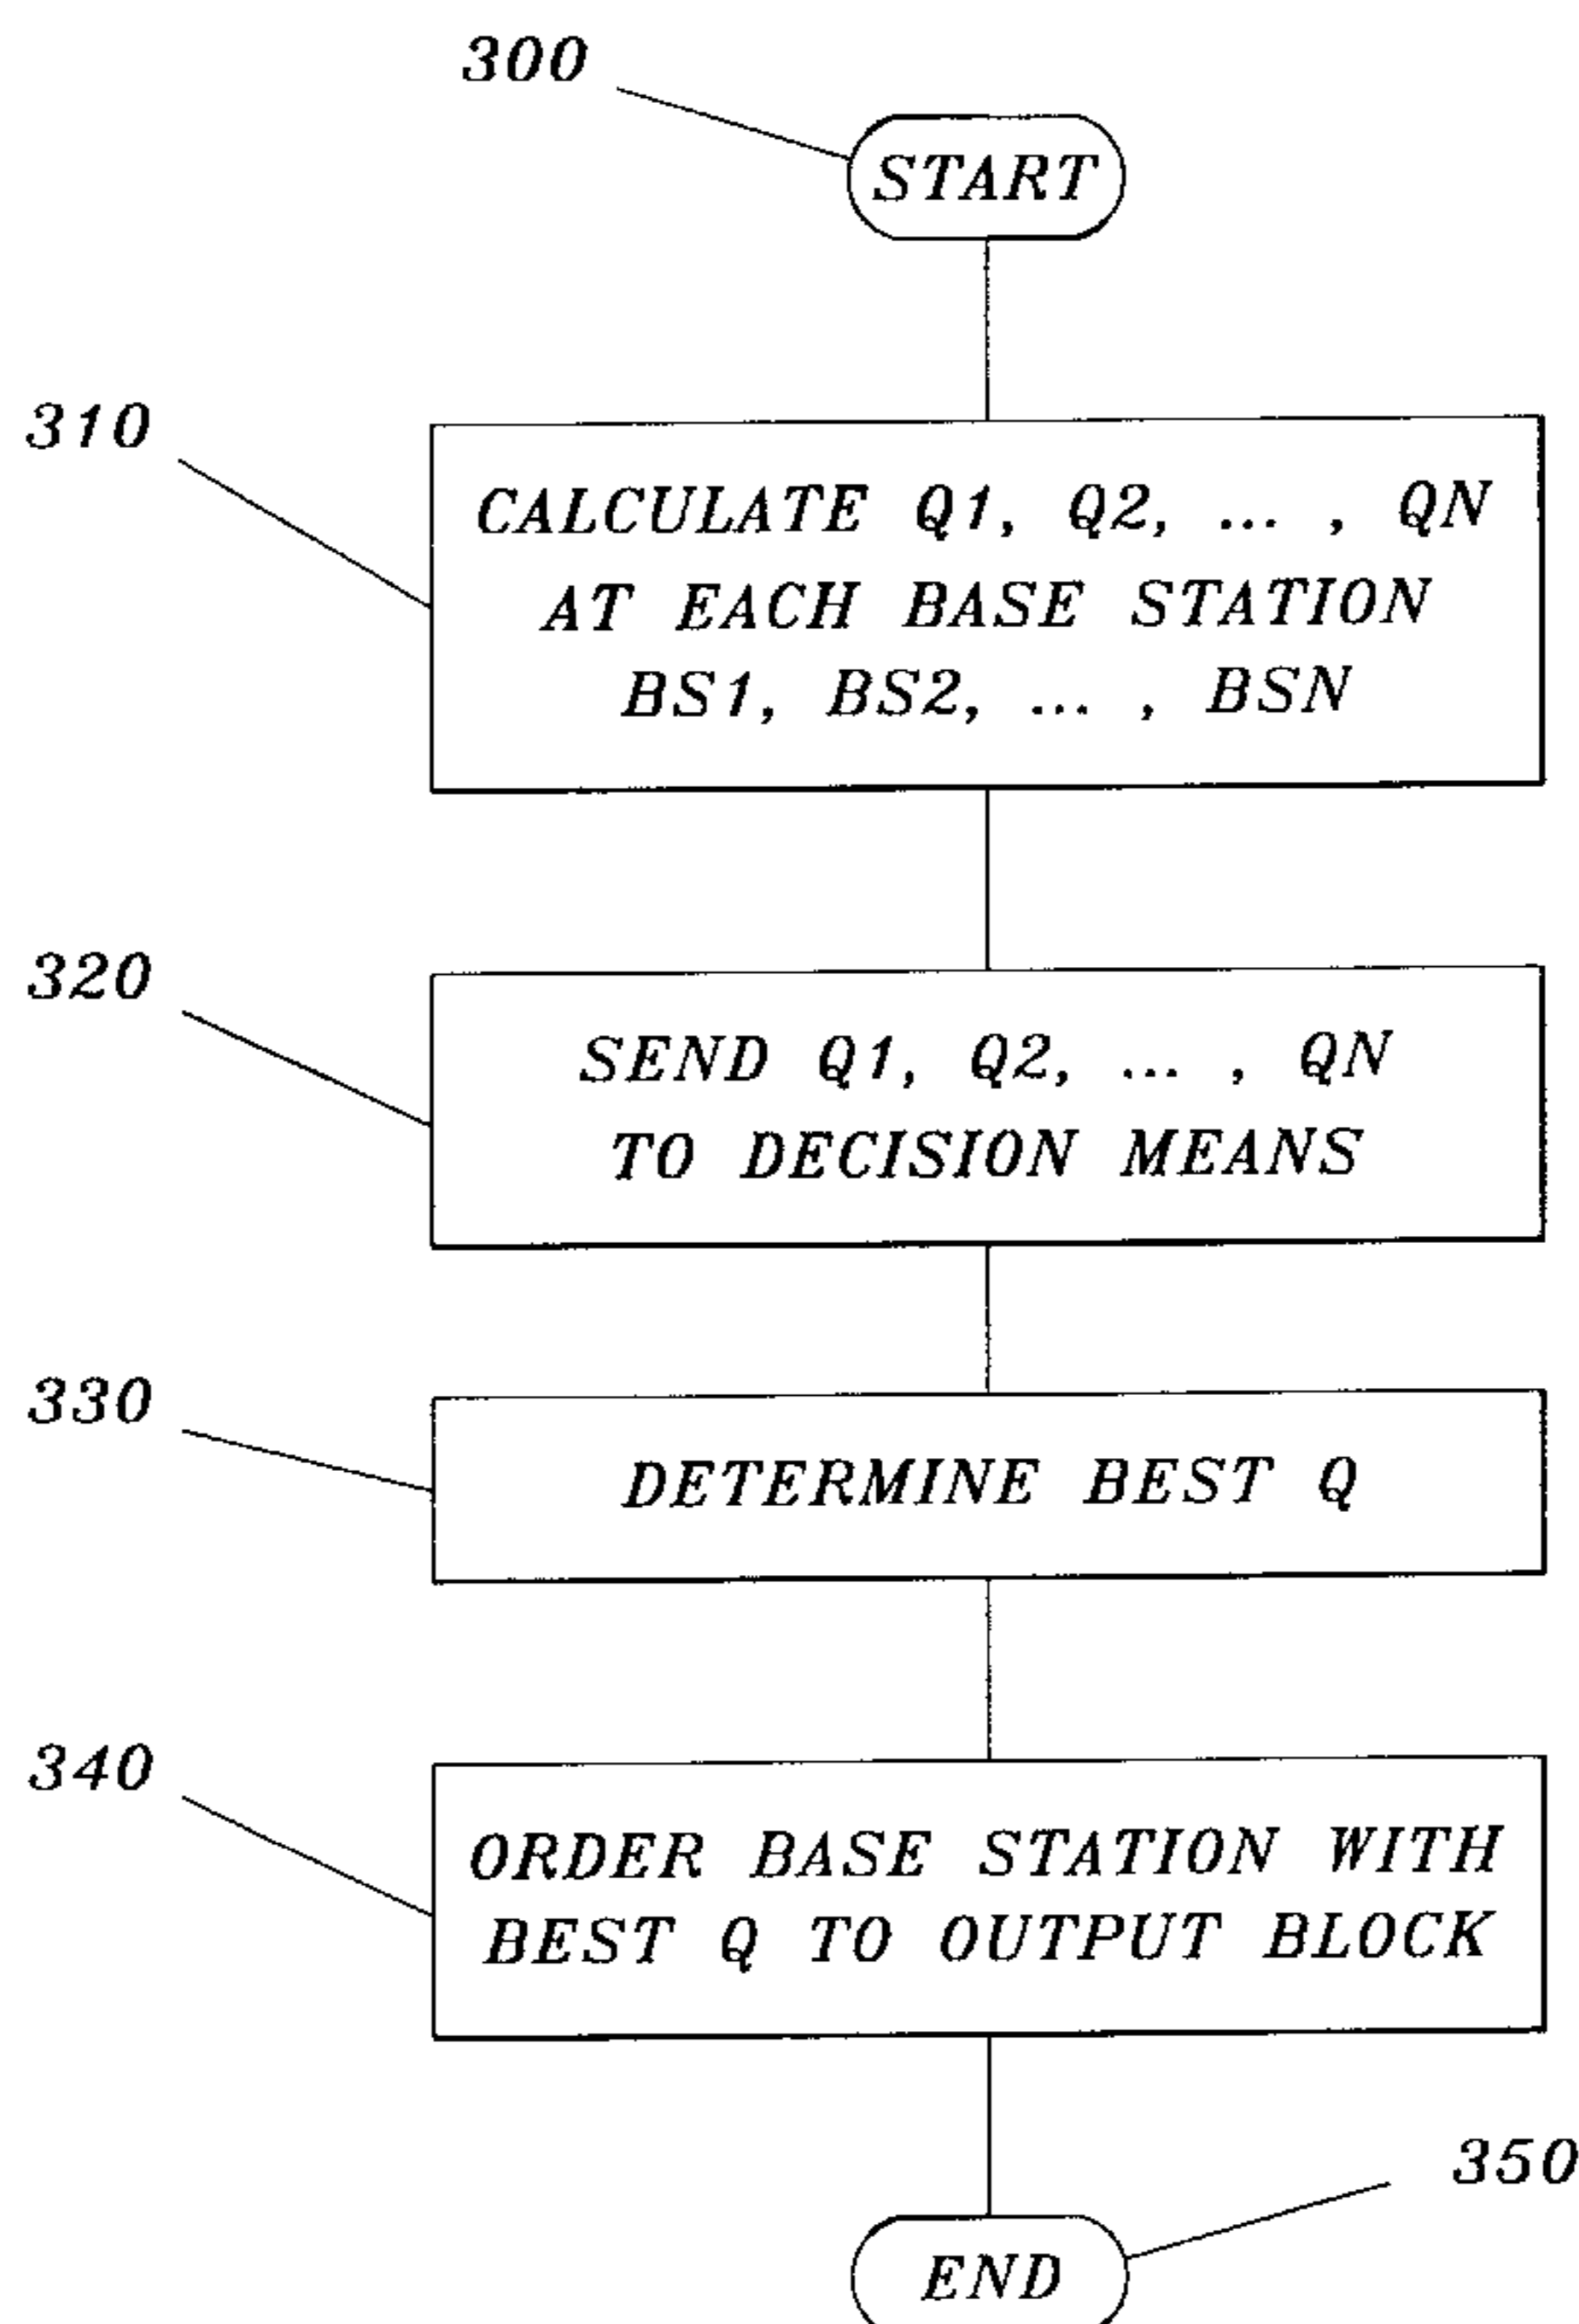 300
START
310
CALCULATE Q1, Q2, ... , QN
AT EACH BASE STATION
BS1, BS2, ... , BSN
320
SEND Q1, Q2, ... , QN
TO DECISION MEANS
330
DETERMINE BEST Q
340
ORDER BASE STATION WITH
BEST Q TO OUTPUT BLOCK
350
END